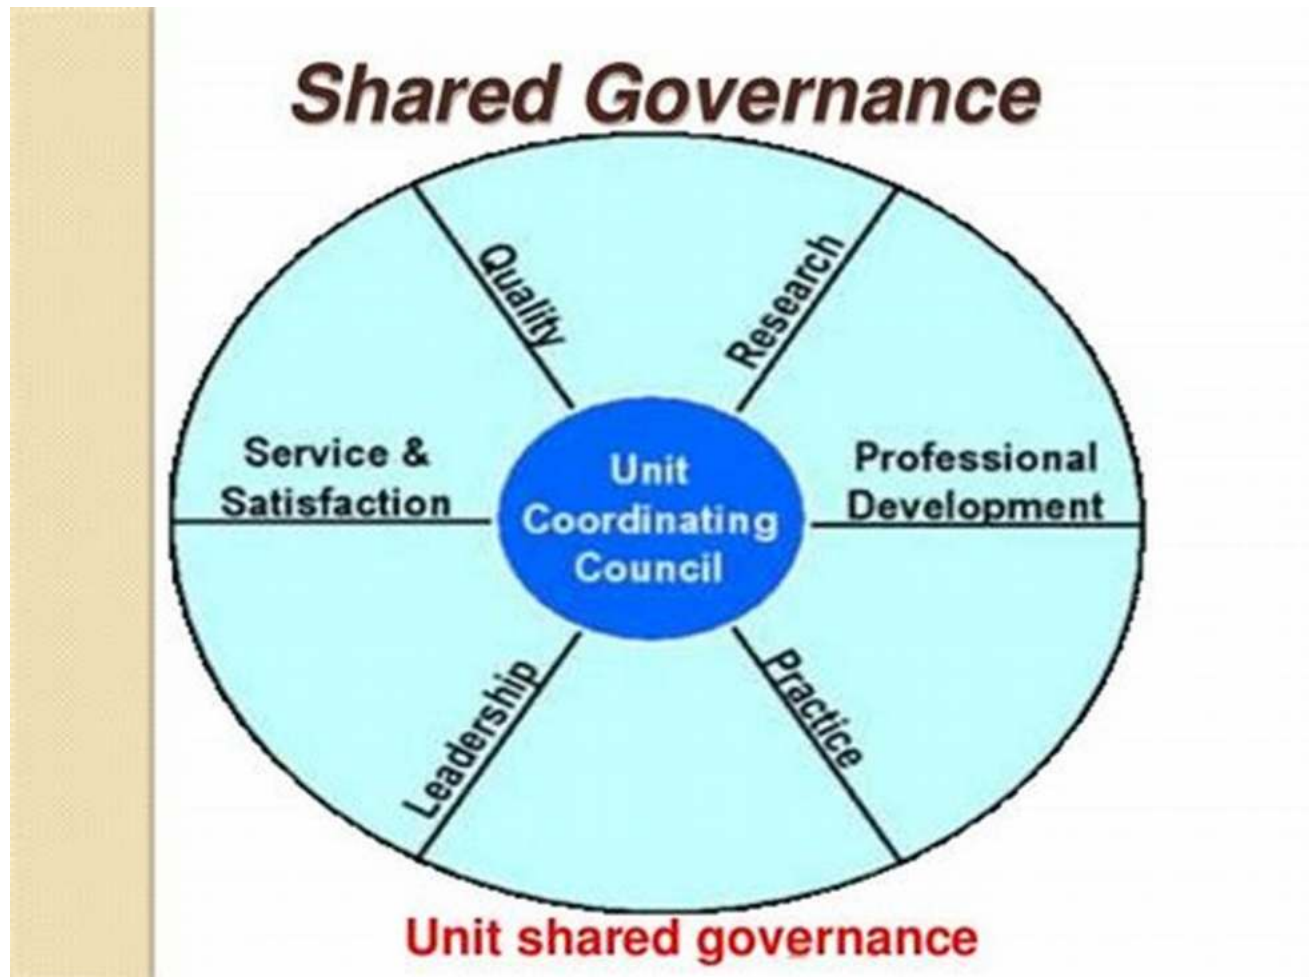 Shared Governance
Quality
Research
Service &
Satisfaction
Unit
Coordinating
Council
Professional
Development
Leadership
Practice
Unit shared governance